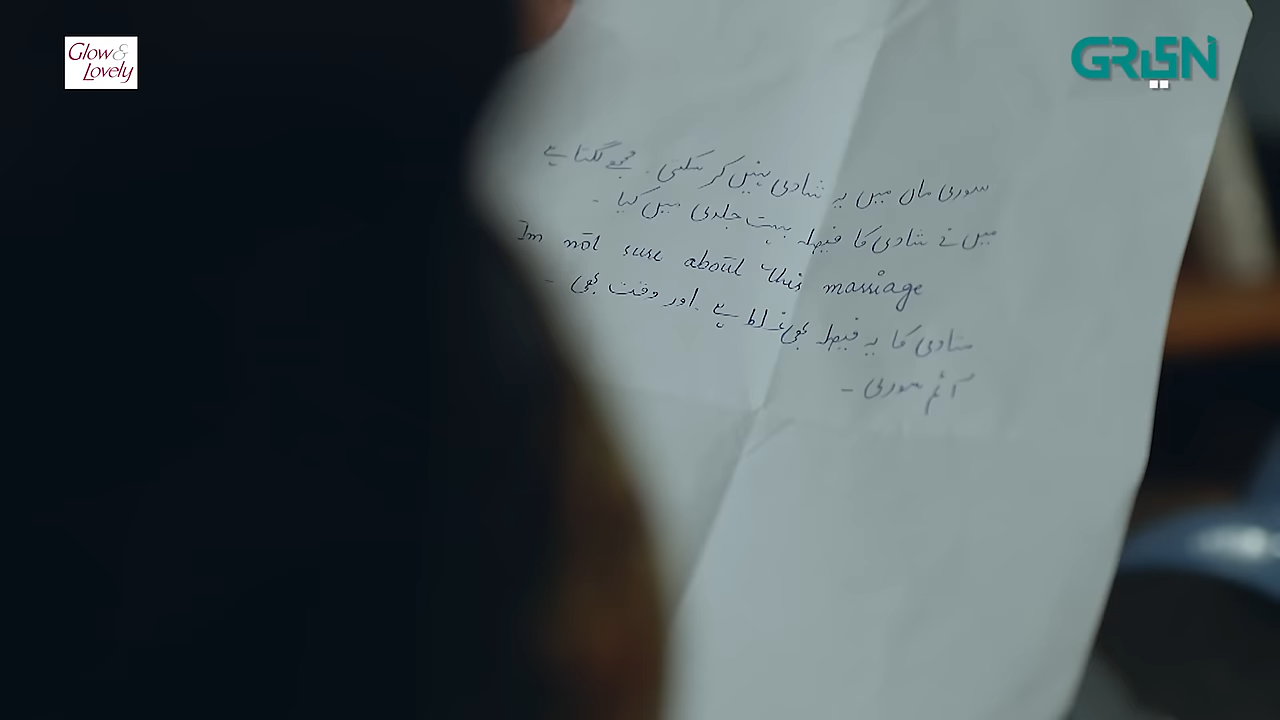 Glow & Lovely
GREEN
سوری ماں میں یہ شادی نہیں کر سکتی ۔ مجھے لگتا ہے
میں نے شادی کا فیصلہ بہت جلدی میں کیا ۔
Im not sure about this marriage
شادی کا یہ فیصلہ بھی غلط ہے ۔ اور وقت بھی ۔
آئم سوری ۔